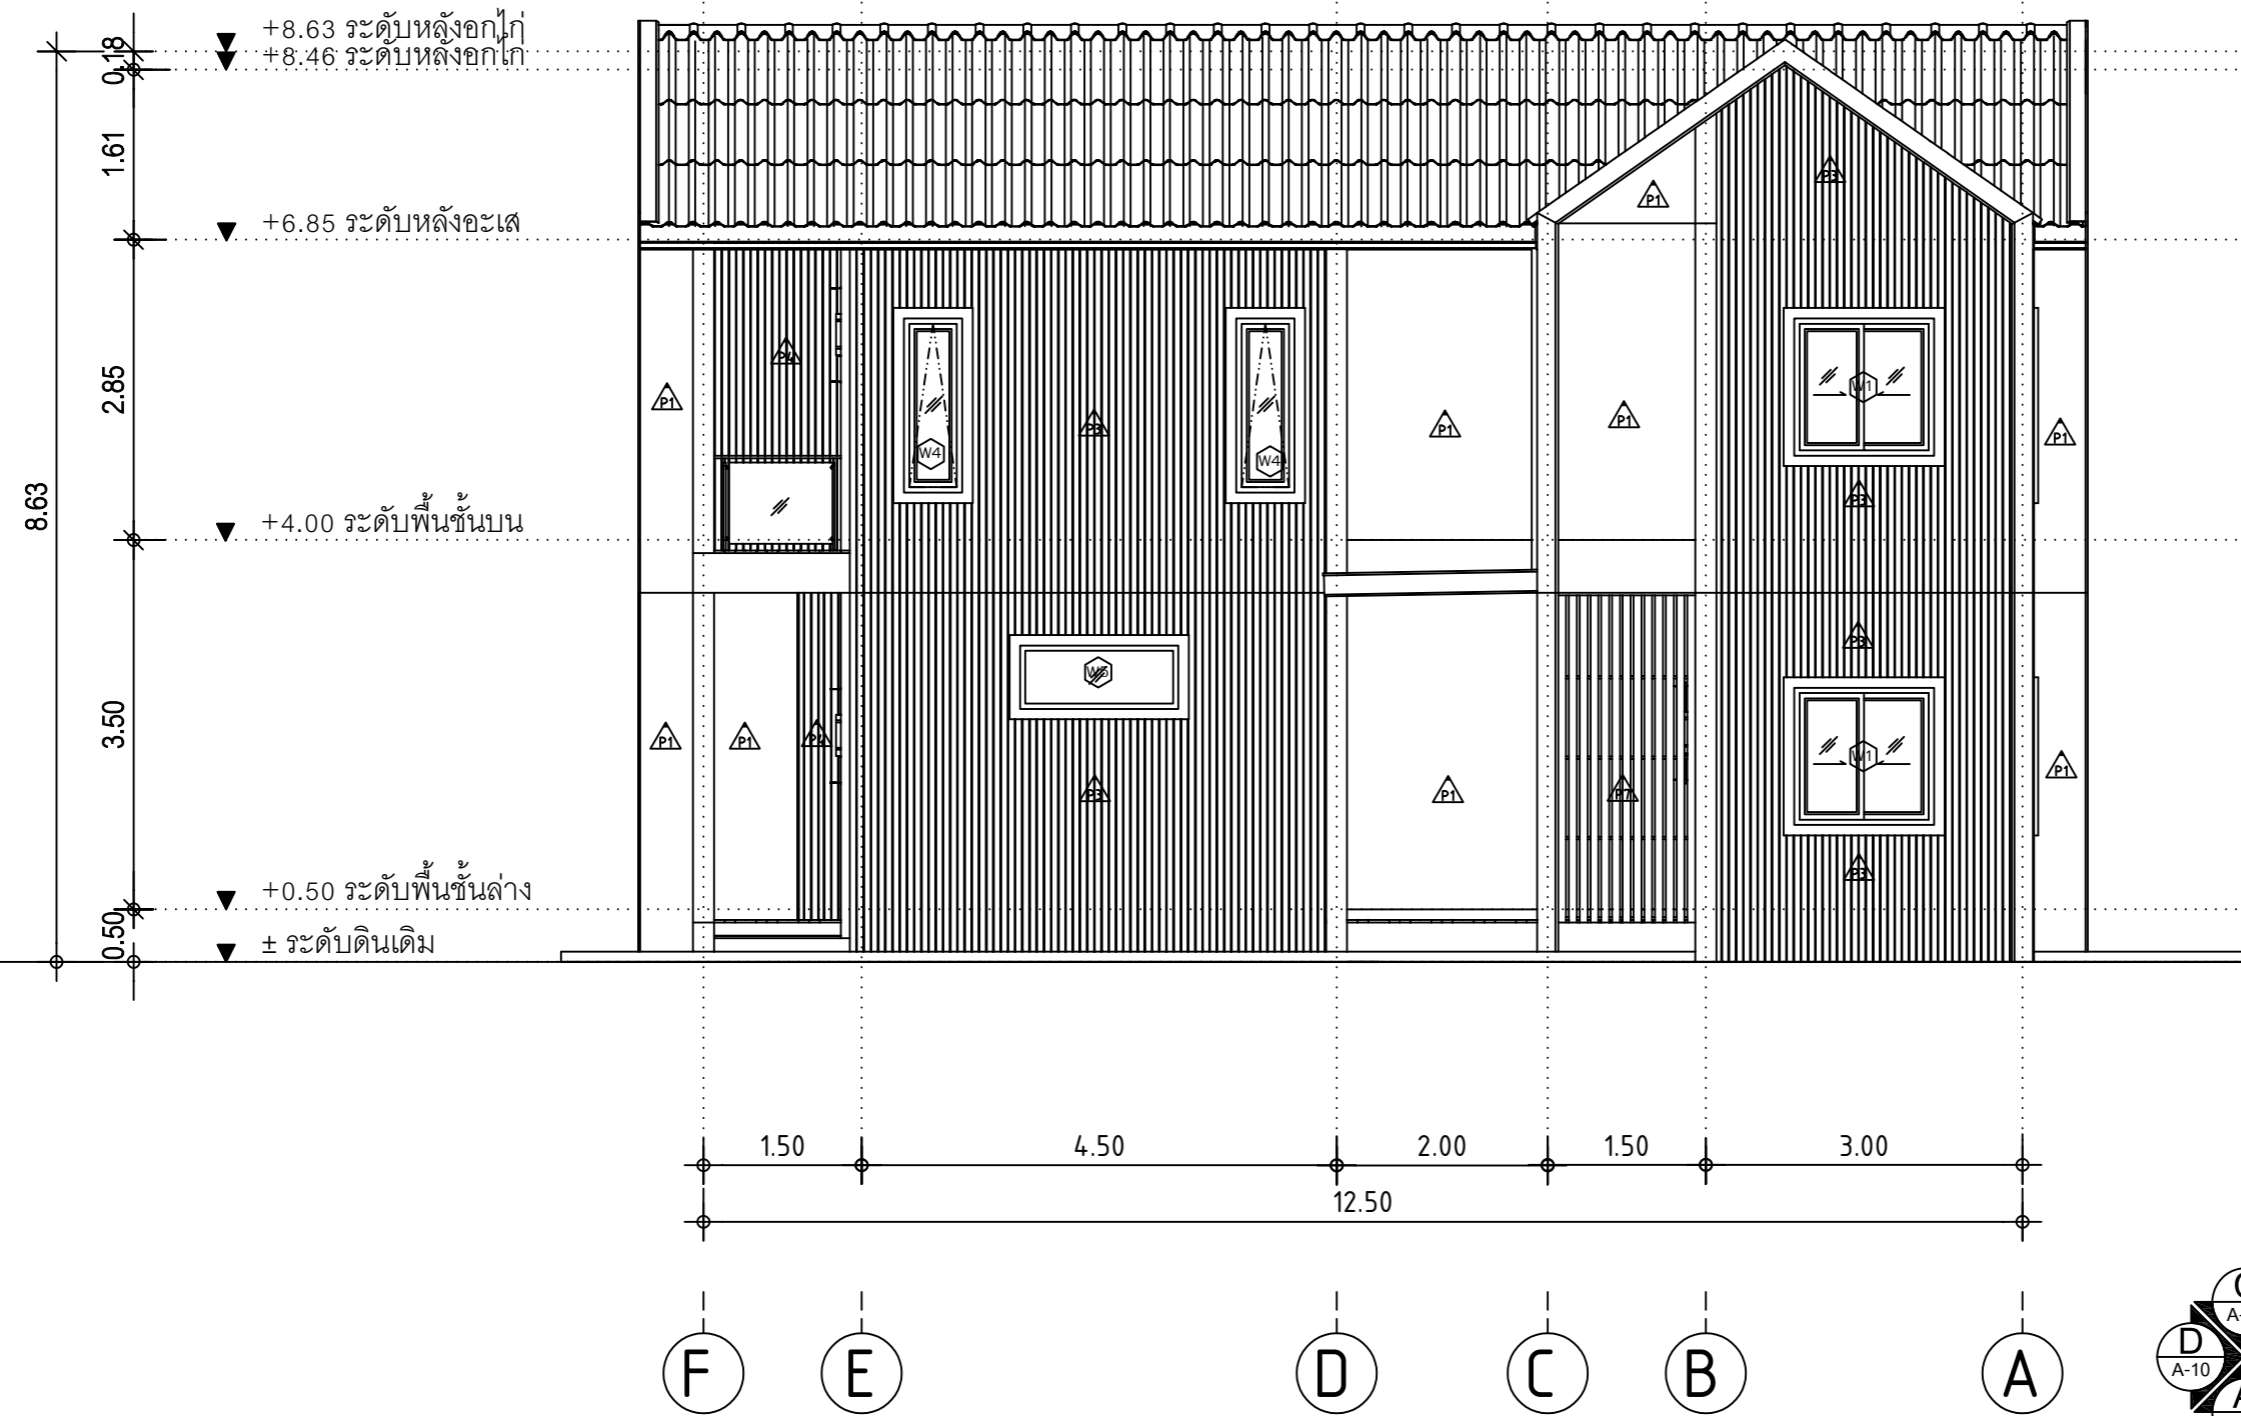 +8.63 ระดับหลังอกไก่
+8.46 ระดับหลังอกไก่
0.18
1.61
P3
P1
+6.85 ระดับหลังอะเส
2.85
P4
P1
W4
P3
W4
P1
P1
W1
P1
8.63
P3
+4.00 ระดับพื้นชั้นบน
P3
W5
3.50
P1
P1
P4
P3
P1
P7
W1
P1
P3
+0.50 ระดับพื้นชั้นล่าง
0.50
± ระดับดินเดิม
1.50 4.50 2.00 1.50 3.00
12.50
F E D C B A
D
A-10